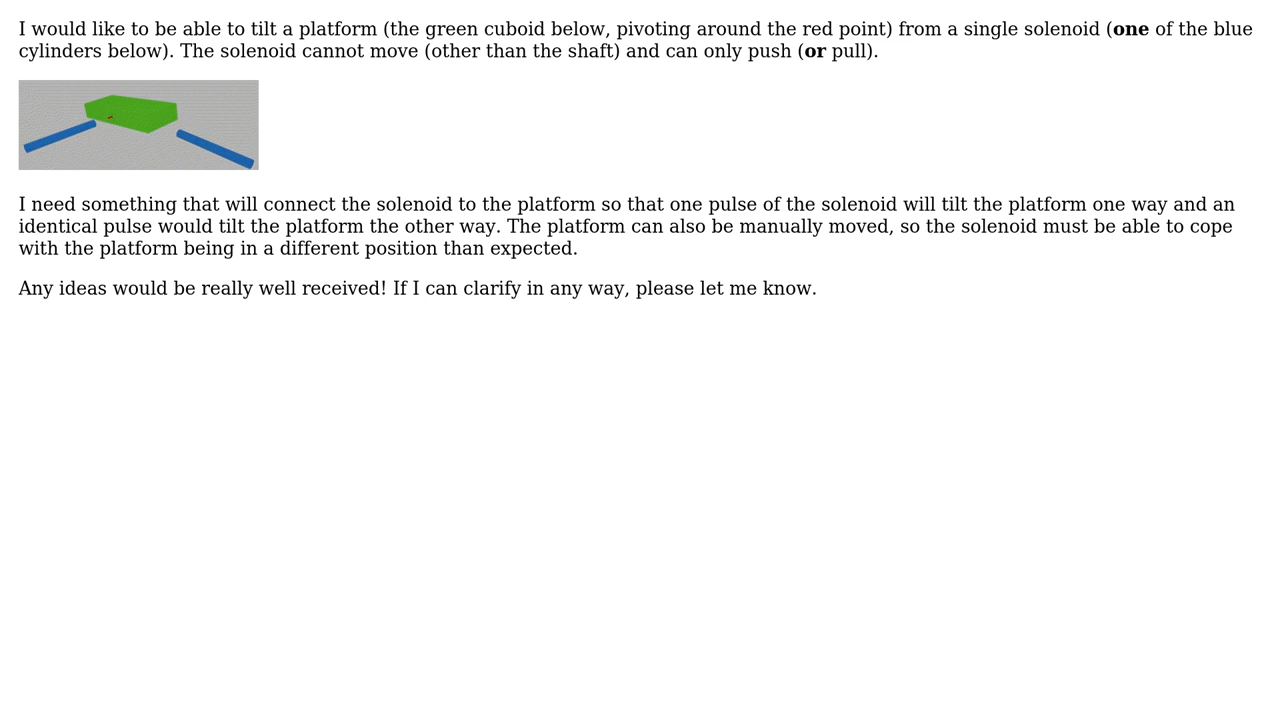 I would like to be able to tilt a platform (the green cuboid below, pivoting around the red point) from a single solenoid (one of the blue
cylinders below). The solenoid cannot move (other than the shaft) and can only push (or pull).
I need something that will connect the solenoid to the platform so that one pulse of the solenoid will tilt the platform one way and an
identical pulse would tilt the platform the other way. The platform can also be manually moved, so the solenoid must be able to cope
with the platform being in a different position than expected.
Any ideas would be really well received! If I can clarify in any way, please let me know.